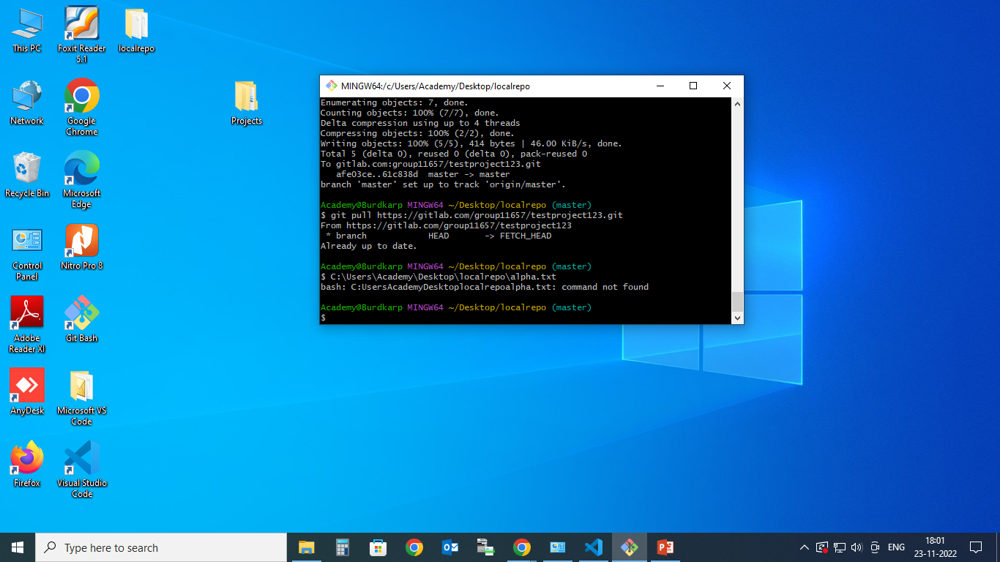 This PC
Foxit Reader
5.1
localrepo
Network
Google
Chrome
Projects
Recycle Bin
Microsoft
Edge
Control
Panel
Nitro Pro 8
Adobe
Reader XI
Git Bash
AnyDesk
Microsoft VS
Code
Firefox
Visual Studio
Code
MINGW64:/c/Users/Academy/Desktop/localrepo
Enumerating objects: 7, done.
Counting objects: 100% (7/7), done.
Delta compression using up to 4 threads
Compressing objects: 100% (2/2), done.
Writing objects: 100% (5/5), 414 bytes | 46.00 KiB/s, done.
Total 5 (delta 0), reused 0 (delta 0), pack-reused 0
To gitlab.com:group11657/testproject123.git
   afe03ce..61c838d  master -> master
branch 'master' set up to track 'origin/master'.
Academy@Burdkarp MINGW64 ~/Desktop/localrepo (master)
$ git pull https://gitlab.com/group11657/testproject123.git
From https://gitlab.com/group11657/testproject123
 * branch            HEAD       -> FETCH_HEAD
Already up to date.
Academy@Burdkarp MINGW64 ~/Desktop/localrepo (master)
$ C:\Users\Academy\Desktop\localrepo\alpha.txt
bash: C:UsersAcademyDesktoplocalrepoalpha.txt: command not found
Academy@Burdkarp MINGW64 ~/Desktop/localrepo (master)
$
Type here to search
ENG
18:01
23-11-2022